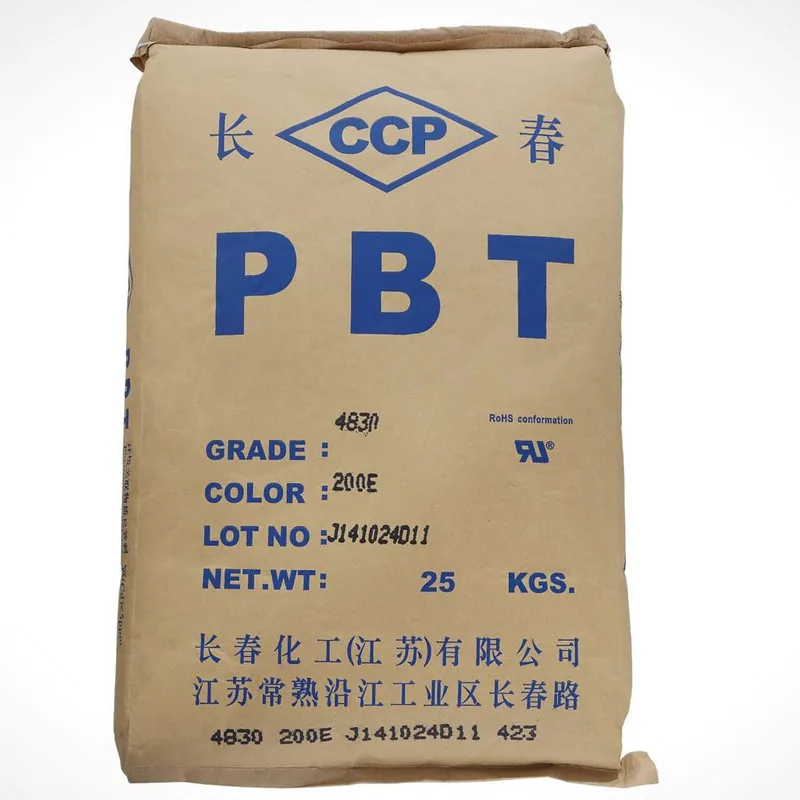 长 CCP 春
PBT
4830
RoHS conformation
GRADE :
RU®
COLOR : 200E
LOT NO : J141024D11
NET.WT: 25 KGS.
长春化工(江苏)有限公司
江苏常熟沿江工业区长春路
4830 200E J141024D11 423
PBT